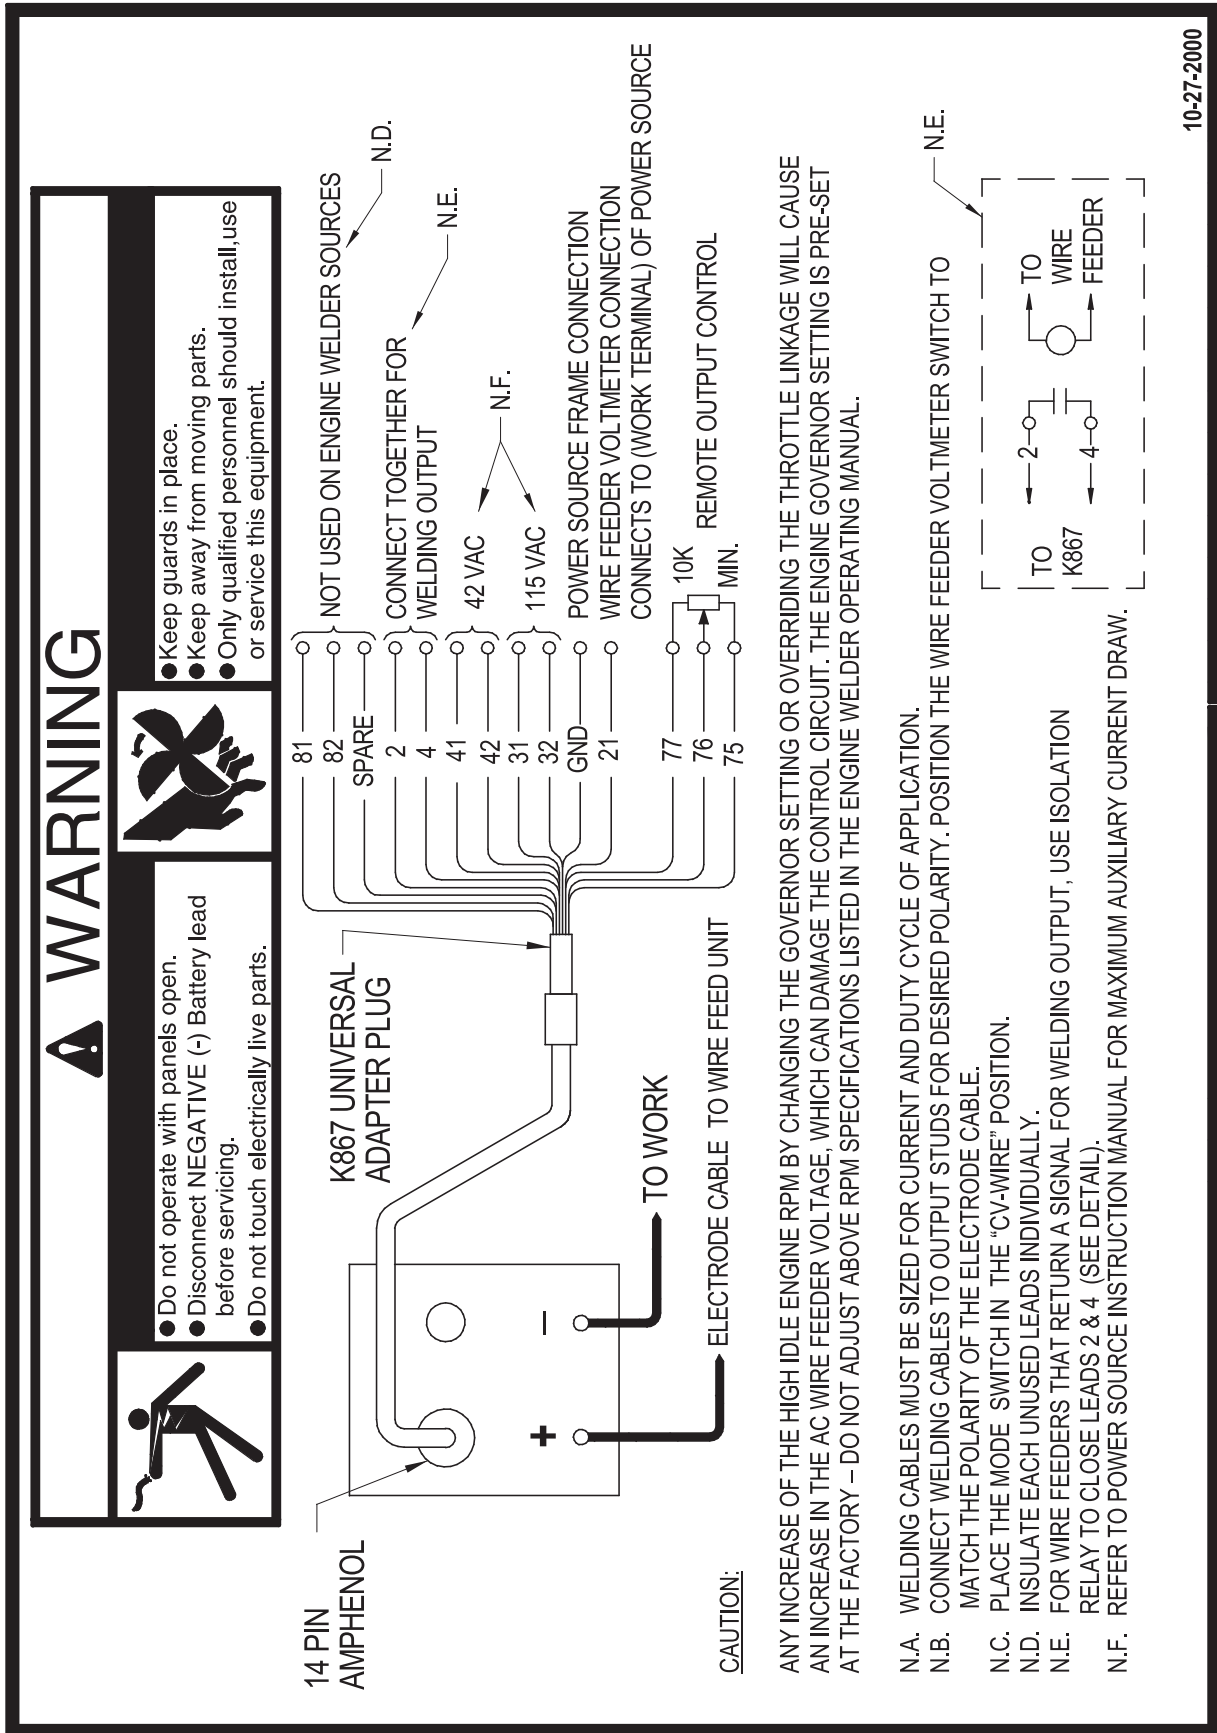 WARNING
● Do not operate with panels open.
● Disconnect NEGATIVE (-) Battery lead
before servicing.
● Do not touch electrically live parts.
● Keep guards in place.
● Keep away from moving parts.
● Only qualified personnel should install,use
or service this equipment.
14 PIN
AMPHENOL
K867 UNIVERSAL
ADAPTER PLUG
81
82
SPARE
2
4
41
42
31
32
GND
21
77
76
75
NOT USED ON ENGINE WELDER SOURCES
N.D.
CONNECT TOGETHER FOR
WELDING OUTPUT
N.E.
42 VAC
N.F.
115 VAC
POWER SOURCE FRAME CONNECTION
WIRE FEEDER VOLTMETER CONNECTION
CONNECTS TO (WORK TERMINAL) OF POWER SOURCE
10K
REMOTE OUTPUT CONTROL
MIN.
+
–
TO WORK
ELECTRODE CABLE TO WIRE FEED UNIT
CAUTION:
ANY INCREASE OF THE HIGH IDLE ENGINE RPM BY CHANGING THE GOVERNOR SETTING OR OVERRIDING THE THROTTLE LINKAGE WILL CAUSE
AN INCREASE IN THE AC WIRE FEEDER VOLTAGE, WHICH CAN DAMAGE THE CONTROL CIRCUIT. THE ENGINE GOVERNOR SETTING IS PRE-SET
AT THE FACTORY – DO NOT ADJUST ABOVE RPM SPECIFICATIONS LISTED IN THE ENGINE WELDER OPERATING MANUAL.
N.A. WELDING CABLES MUST BE SIZED FOR CURRENT AND DUTY CYCLE OF APPLICATION.
N.B. CONNECT WELDING CABLES TO OUTPUT STUDS FOR DESIRED POLARITY. POSITION THE WIRE FEEDER VOLTMETER SWITCH TO
MATCH THE POLARITY OF THE ELECTRODE CABLE.
N.C. PLACE THE MODE SWITCH IN THE “CV-WIRE” POSITION.
N.D. INSULATE EACH UNUSED LEADS INDIVIDUALLY.
N.E. FOR WIRE FEEDERS THAT RETURN A SIGNAL FOR WELDING OUTPUT, USE ISOLATION
RELAY TO CLOSE LEADS 2 & 4 (SEE DETAIL).
N.F. REFER TO POWER SOURCE INSTRUCTION MANUAL FOR MAXIMUM AUXILIARY CURRENT DRAW.
N.E.
TO
K867
2
4
TO
WIRE
FEEDER
10-27-2000